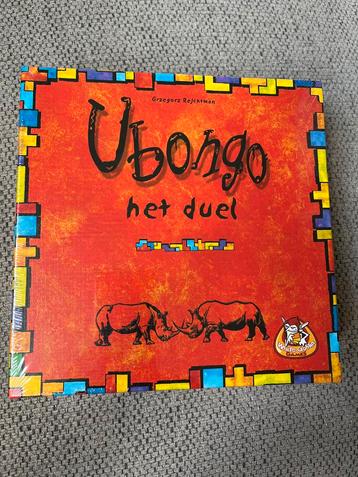 Grzegorz Rejchtman
Ubongo
het duel